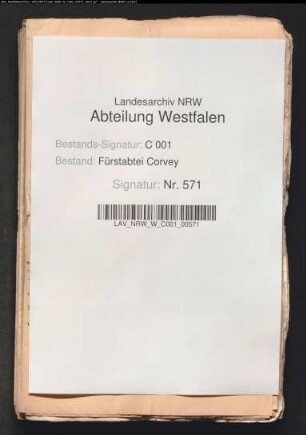 Landesarchiv NRW
Abteilung Westfalen
Bestands-Signatur: C 001
Bestand: Fürstabtei Corvey
Signatur: Nr. 571
LAV_NRW_W_C001_00571